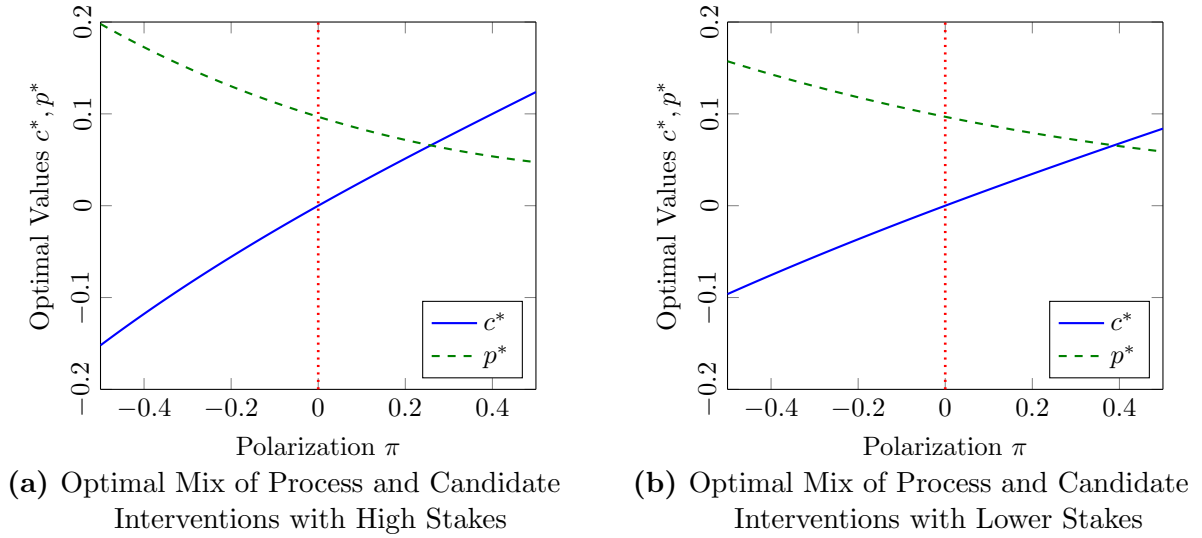 0.2
0.1
0
−0.1
−0.2
Optimal Values c*, p*
c*
p*
−0.4 −0.2 0 0.2 0.4
Polarization π
(a) Optimal Mix of Process and Candidate
Interventions with High Stakes
0.2
0.1
0
−0.1
−0.2
Optimal Values c*, p*
c*
p*
−0.4 −0.2 0 0.2 0.4
Polarization π
(b) Optimal Mix of Process and Candidate
Interventions with Lower Stakes